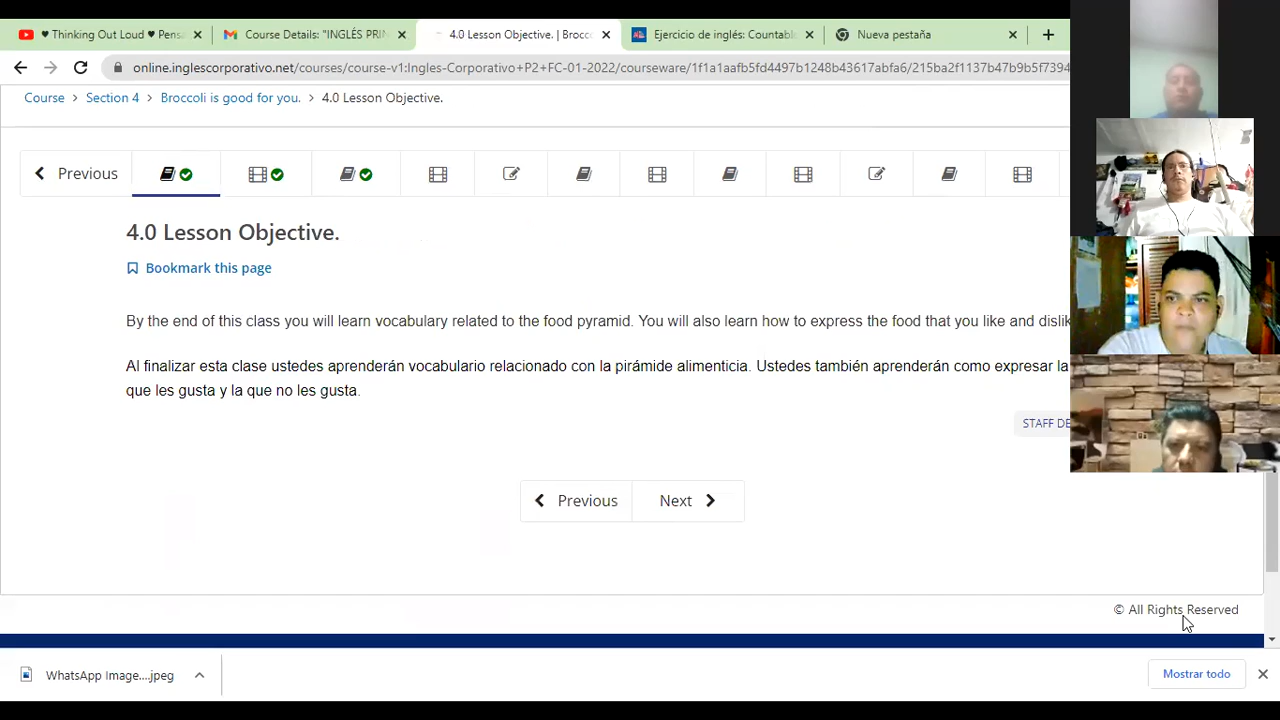 ♥ Thinking Out Loud ♥ Pensa
Course Details: "INGLÉS PRIN
4.0 Lesson Objective. | Brocc
Ejercicio de inglés: Countabl
Nueva pestaña
online.inglescorporativo.net/courses/course-v1:Ingles-Corporativo+P2+FC-01-2022/courseware/1f1a1aafb5fd4497b1248b43617abfa6/215ba2f1137b47b9b5f7394
Course > Section 4 > Broccoli is good for you. > 4.0 Lesson Objective.
Previous
4.0 Lesson Objective.
Bookmark this page
By the end of this class you will learn vocabulary related to the food pyramid. You will also learn how to express the food that you like and dislik
Al finalizar esta clase ustedes aprenderán vocabulario relacionado con la pirámide alimenticia. Ustedes también aprenderán como expresar la
que les gusta y la que no les gusta.
STAFF DE
Previous
Next
© All Rights Reserved
WhatsApp Image....jpeg
Mostrar todo